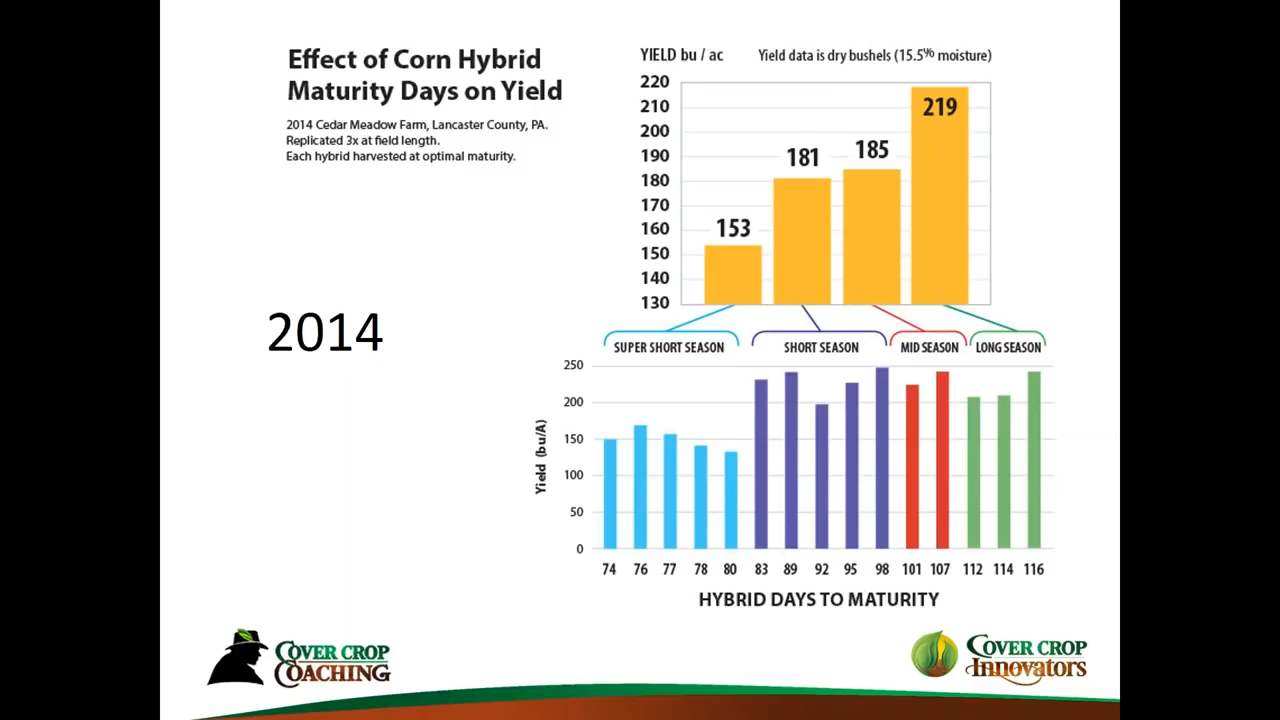 Effect of Corn Hybrid
Maturity Days on Yield
2014 Cedar Meadow Farm, Lancaster County, PA.
Replicated 3x at field length.
Each hybrid harvested at optimal maturity.
2014
YIELD bu / ac
Yield data is dry bushels (15.5% moisture)
220
210
200
190
180
170
160
150
140
130
153
181
185
219
SUPER SHORT SEASON
SHORT SEASON
MID SEASON
LONG SEASON
Yield (bu/A)
250
200
150
100
50
0
74 76 77 78 80 83 89 92 95 98 101 107 112 114 116
HYBRID DAYS TO MATURITY
COVER CROP
COACHING
COVER CROP
INNOVATORS